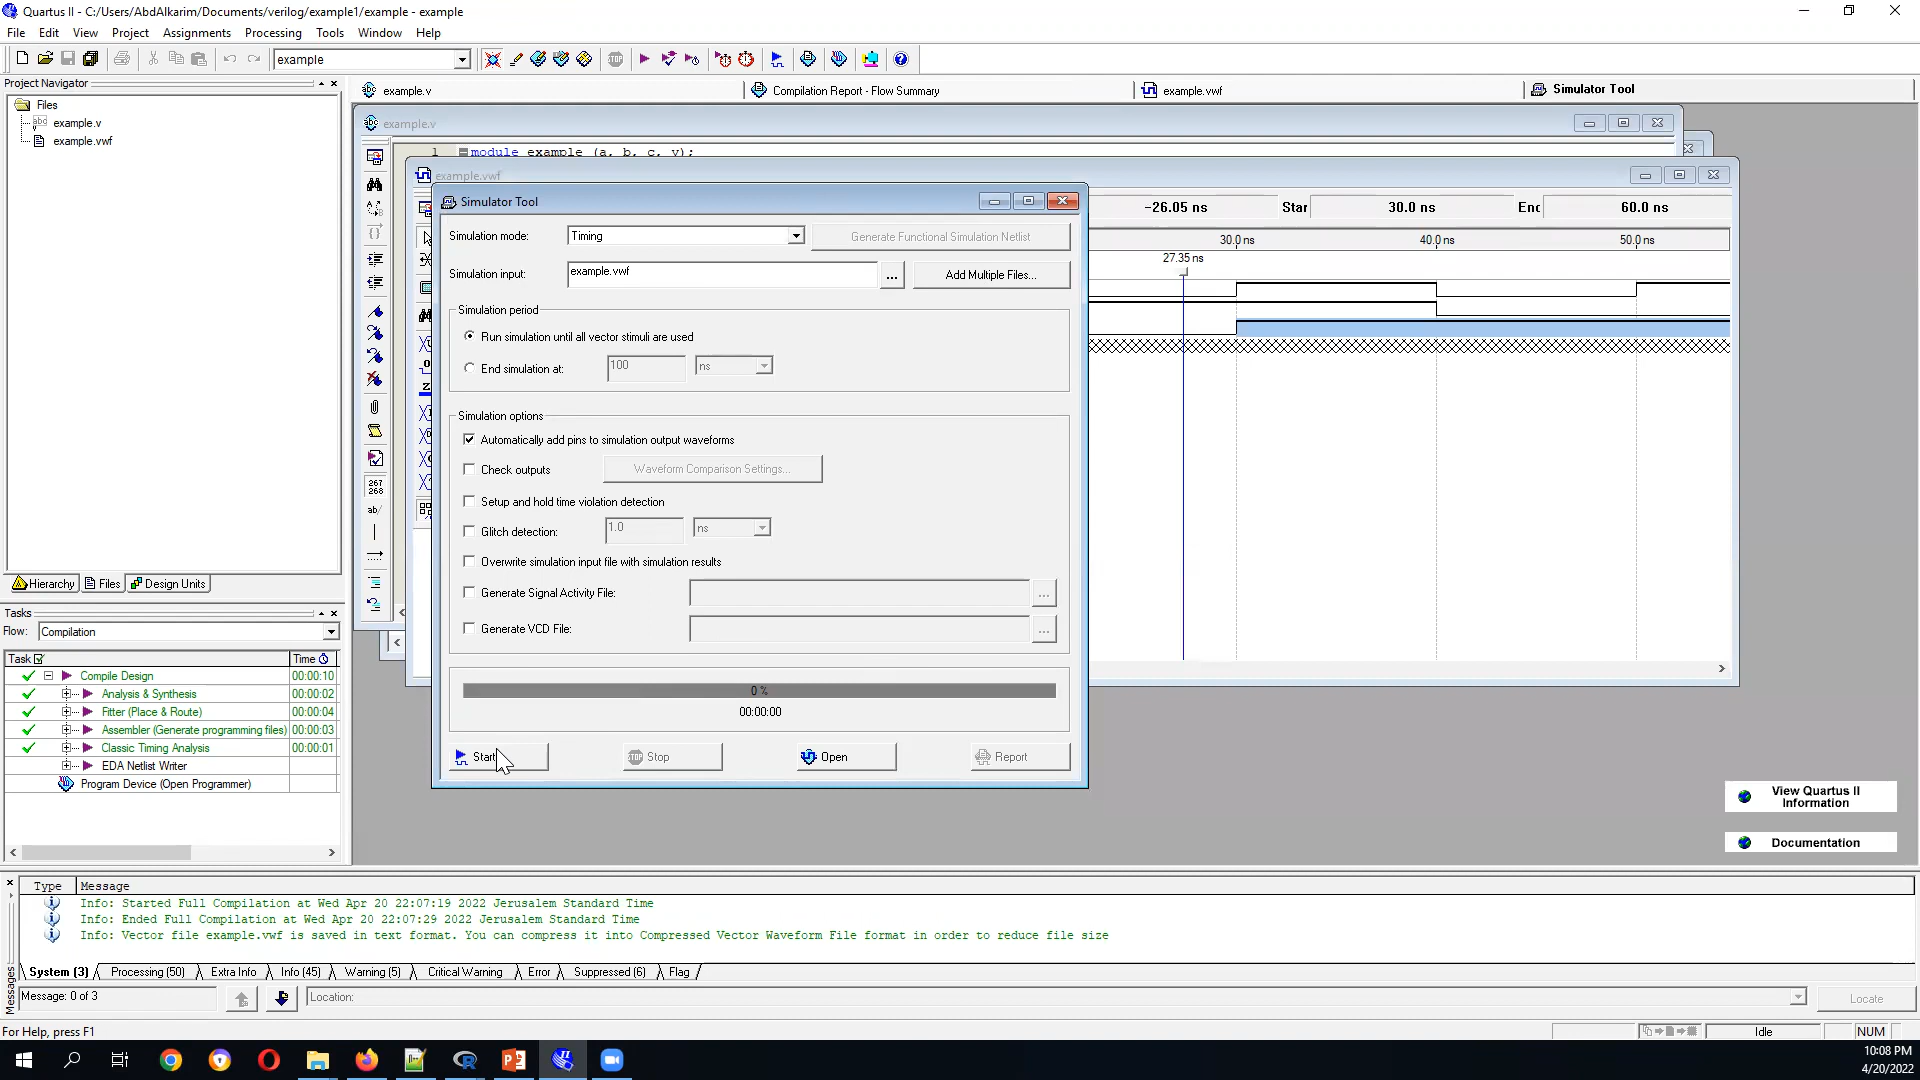 Quartus II - C:/Users/AbdAlkarim/Documents/verilog/example1/example - example
File Edit View Project Assignments Processing Tools Window Help
example
Project Navigator
example.v
Compilation Report - Flow Summary
example.vwf
Simulator Tool
Files
example.v
example.vwf
example.v
1 module example (a, b, c, y);
example.vwf
Simulator Tool
-26.05 ns Star 30.0 ns Enc 60.0 ns
30.0 ns 40.0 ns 50.0 ns
27.35 ns
Simulation mode: Timing Generate Functional Simulation Netlist
Simulation input: example.vwf ... Add Multiple Files...
Simulation period
Run simulation until all vector stimuli are used
End simulation at: 100 ns
Simulation options
Automatically add pins to simulation output waveforms
Check outputs Waveform Comparison Settings...
Setup and hold time violation detection
Glitch detection: 1.0 ns
Overwrite simulation input file with simulation results
Generate Signal Activity File: ...
Generate VCD File: ...
0 %
00:00:00
Start Stop Open Report
267
268
ab/
Hierarchy Files Design Units
Tasks
Flow: Compilation
Task Time
Compile Design 00:00:10
Analysis & Synthesis 00:00:02
Fitter (Place & Route) 00:00:04
Assembler (Generate programming files) 00:00:03
Classic Timing Analysis 00:00:01
EDA Netlist Writer
Program Device (Open Programmer)
View Quartus II
Information
Documentation
Type Message
Info: Started Full Compilation at Wed Apr 20 22:07:19 2022 Jerusalem Standard Time
Info: Ended Full Compilation at Wed Apr 20 22:07:29 2022 Jerusalem Standard Time
Info: Vector file example.vwf is saved in text format. You can compress it into Compressed Vector Waveform File format in order to reduce file size
System (3) Processing (50) Extra Info Info (45) Warning (5) Critical Warning Error Suppressed (6) Flag
Messages
Message: 0 of 3 Location: Locate
For Help, press F1 Idle NUM
10:08 PM
4/20/2022